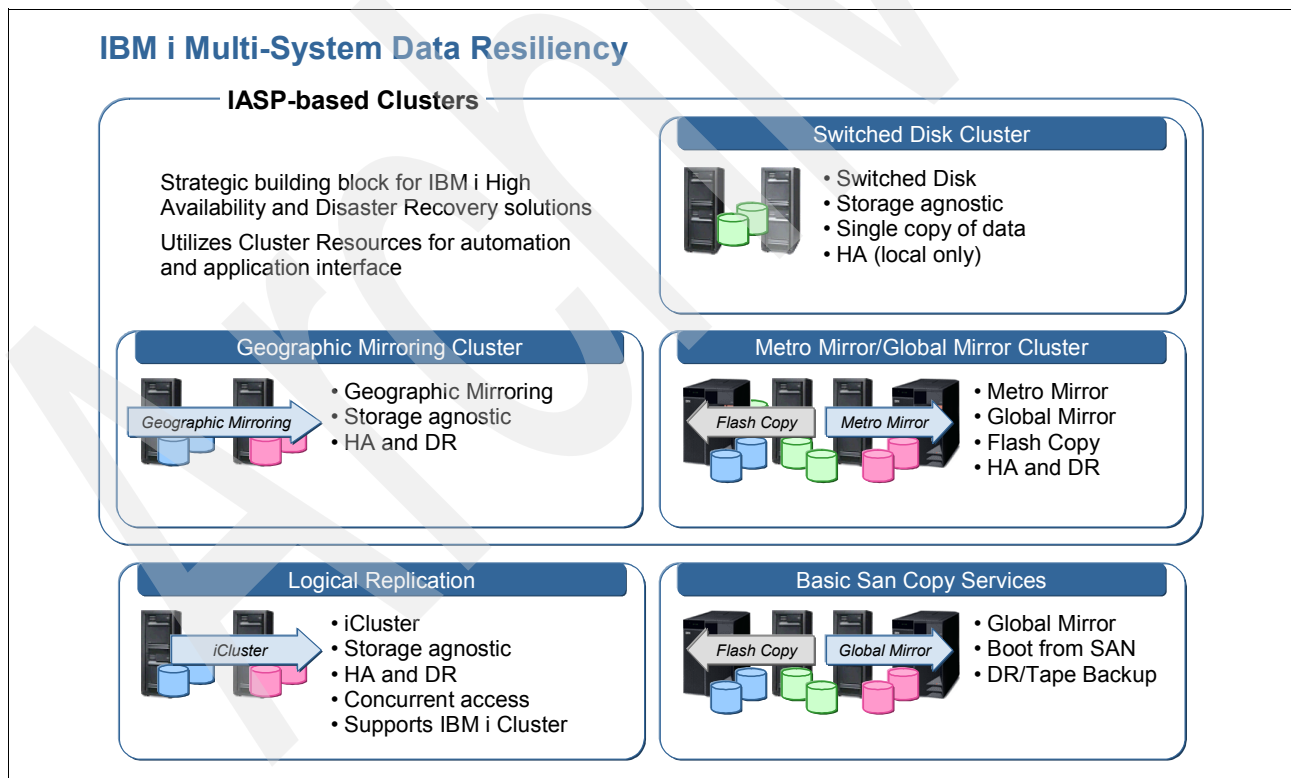 IBM i Multi-System Data Resiliency
IASP-based Clusters
Strategic building block for IBM i High
Availability and Disaster Recovery solutions
Utilizes Cluster Resources for automation
and application interface
Switched Disk Cluster
• Switched Disk
• Storage agnostic
• Single copy of data
• HA (local only)
Geographic Mirroring Cluster
Geographic Mirroring
• Geographic Mirroring
• Storage agnostic
• HA and DR
Metro Mirror/Global Mirror Cluster
Flash Copy
Metro Mirror
• Metro Mirror
• Global Mirror
• Flash Copy
• HA and DR
Logical Replication
iCluster
• iCluster
• Storage agnostic
• HA and DR
• Concurrent access
• Supports IBM i Cluster
Basic San Copy Services
Flash Copy
Global Mirror
• Global Mirror
• Boot from SAN
• DR/Tape Backup